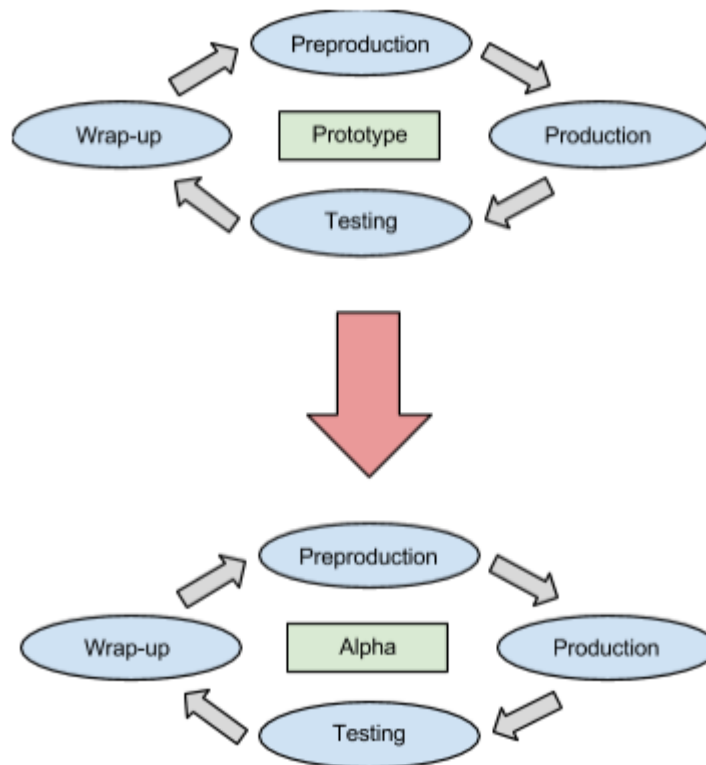 Preproduction
Wrap-up
Prototype
Production
Testing
Preproduction
Wrap-up
Alpha
Production
Testing